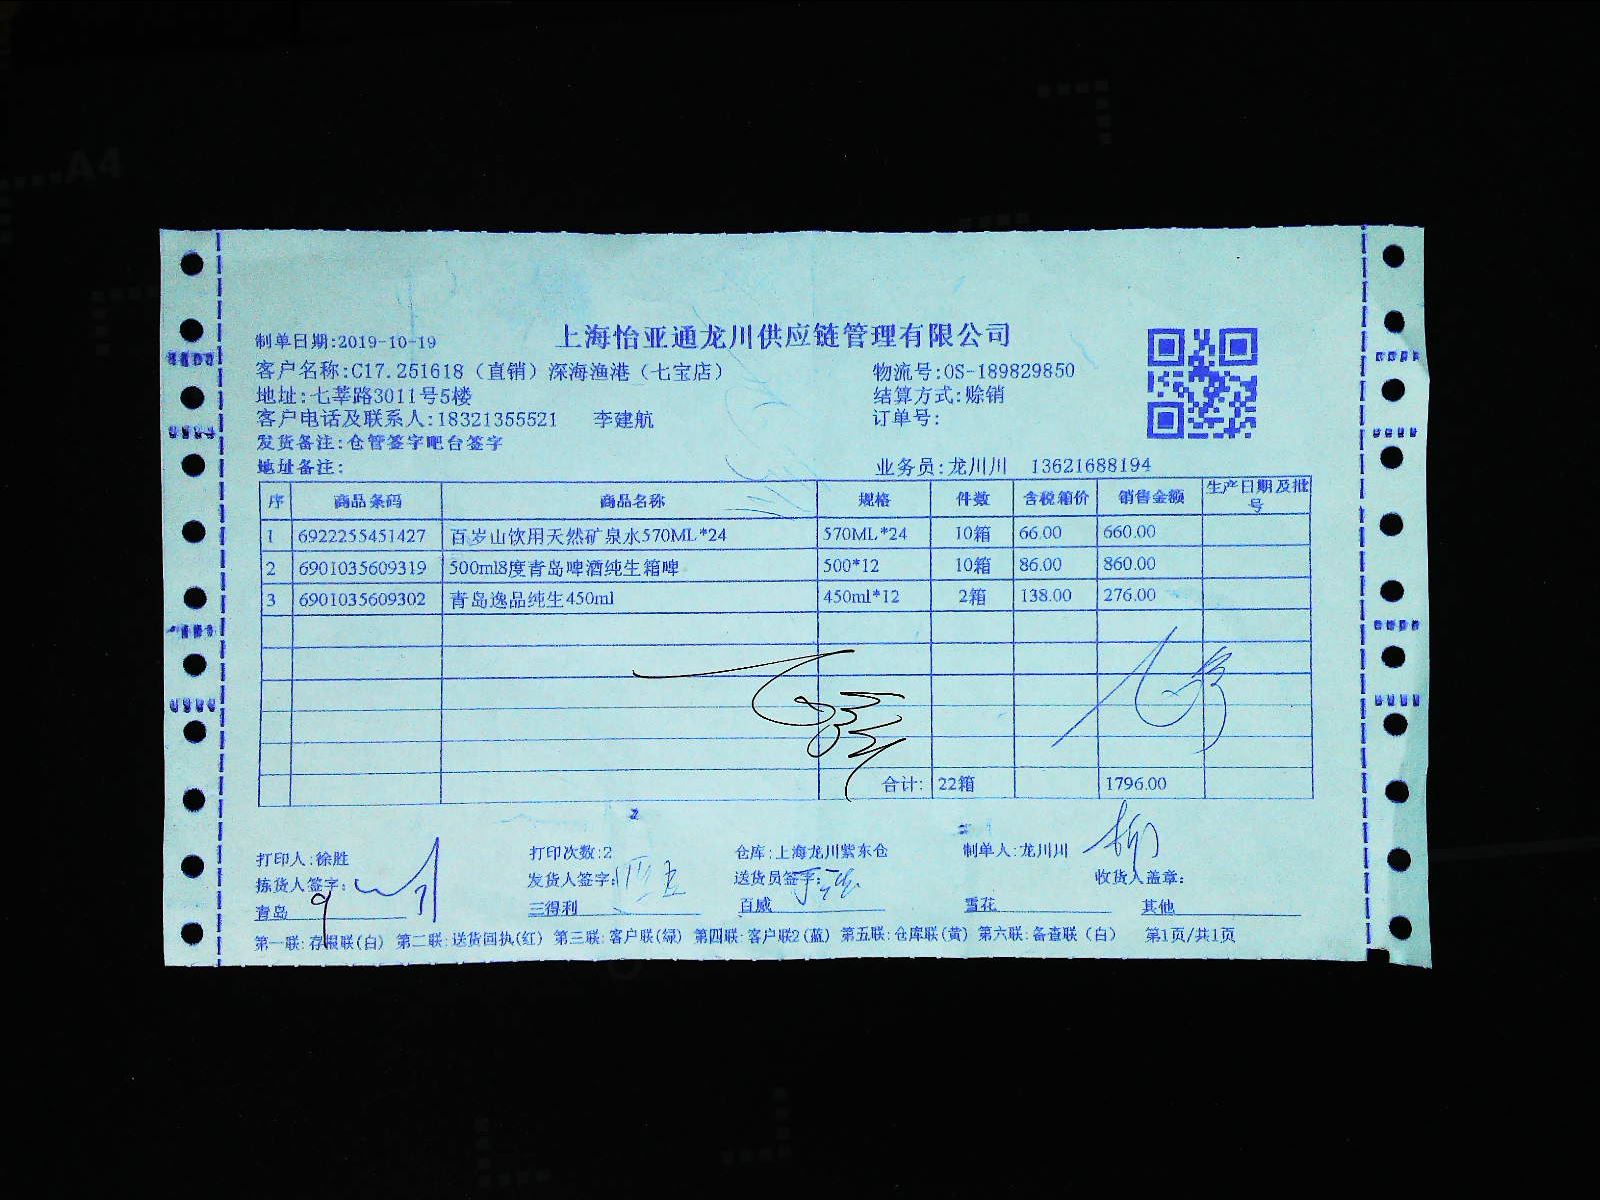 A4
上海怡亚通龙川供应链管理有限公司
制单日期:2019-10-19
客户名称:C17.251618（直销）深海渔港（七宝店） 物流号:OS-189829850
地址:七莘路3011号5楼 结算方式:赊销
客户电话及联系人:18321355521 李建航 订单号:
发货备注:仓管签字吧台签字
地址备注: 业务员:龙川川 13621688194
序 商品条码 商品名称 规格 件数 含税箱价 销售金额 生产日期及批号
1 6922255451427 百岁山饮用天然矿泉水570ML*24 570ML*24 10箱 66.00 660.00
2 6901035609319 500ml8度青岛啤酒纯生箱啤 500*12 10箱 86.00 860.00
3 6901035609302 青岛逸品纯生450ml 450ml*12 2箱 138.00 276.00
合计: 22箱 1796.00
打印人:徐胜 打印次数:2 仓库:上海龙川紫东仓 制单人:龙川川
拣货人签字: 发货人签字: 送货员签字: 收货人盖章:
青岛 9 三得利 百威 雪花 其他
第一联:存根联(白) 第二联:送货回执(红) 第三联:客户联(绿) 第四联:客户联2(蓝) 第五联:仓库联(黄) 第六联:备查联（白） 第1页/共1页